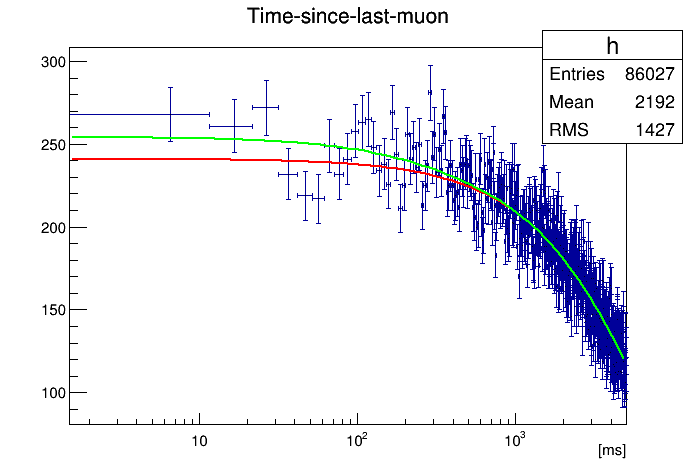 Time-since-last-muon
h
Entries 86027
Mean 2192
RMS 1427
300
250
200
150
100
10
10²
10³
[ms]